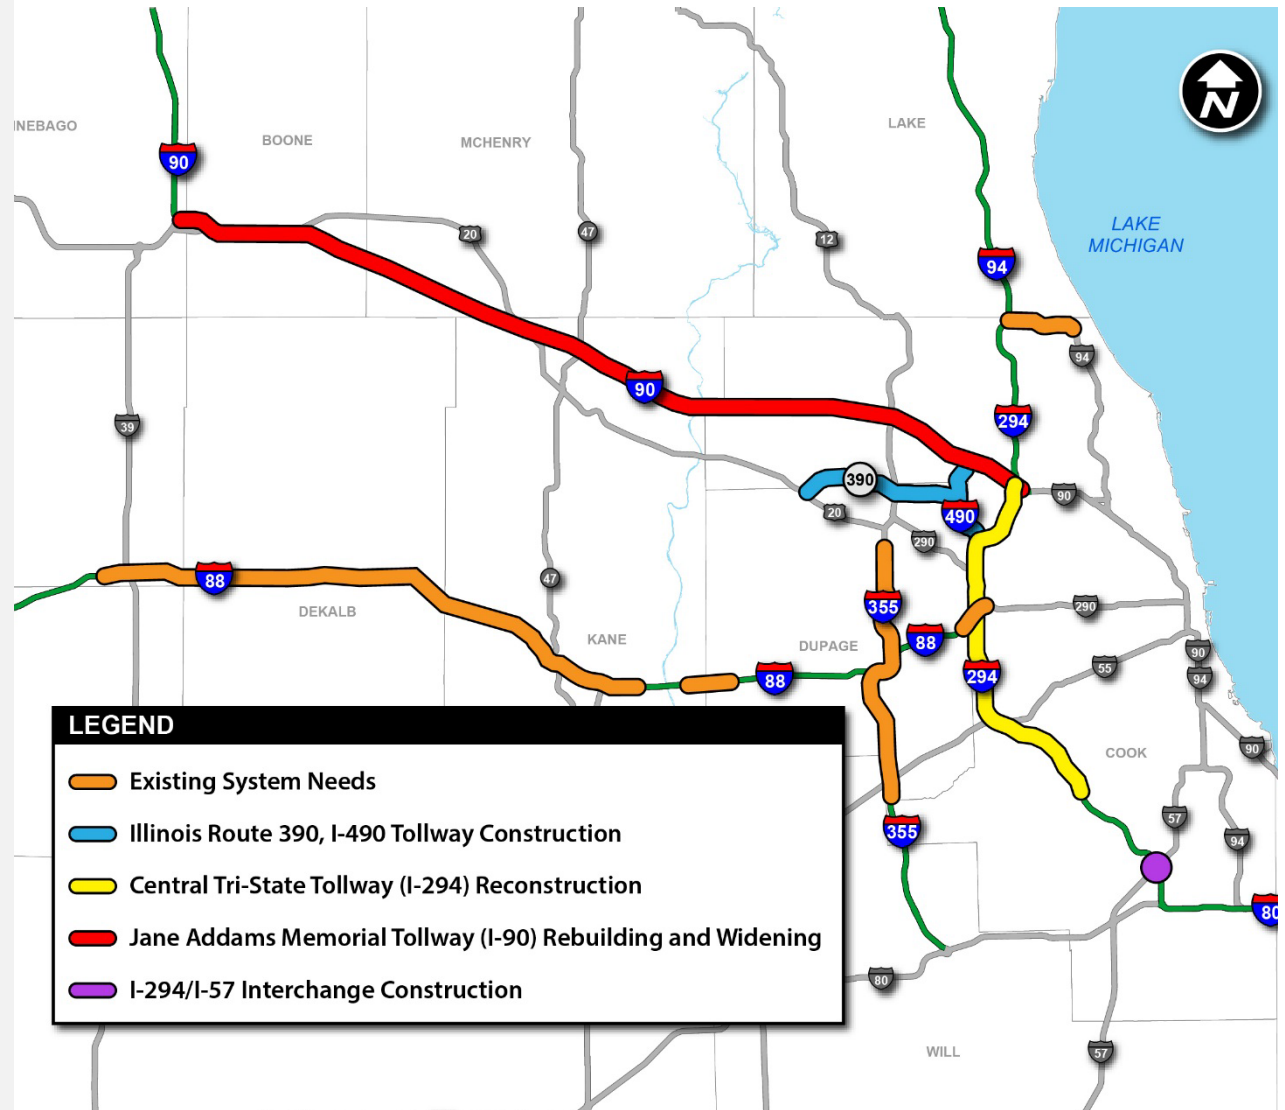 INEBAGO
BOONE
MCHENRY
LAKE
N
90
LAKE
MICHIGAN
20
47
12
94
94
90
294
39
390
90
20
490
290
47
88
355
290
DEKALB
KANE
DUPAGE
88
55
90
88
294
94
LEGEND
Existing System Needs
Illinois Route 390, I-490 Tollway Construction
Central Tri-State Tollway (I-294) Reconstruction
Jane Addams Memorial Tollway (I-90) Rebuilding and Widening
I-294/I-57 Interchange Construction
COOK
90
57
355
94
80
80
WILL
57